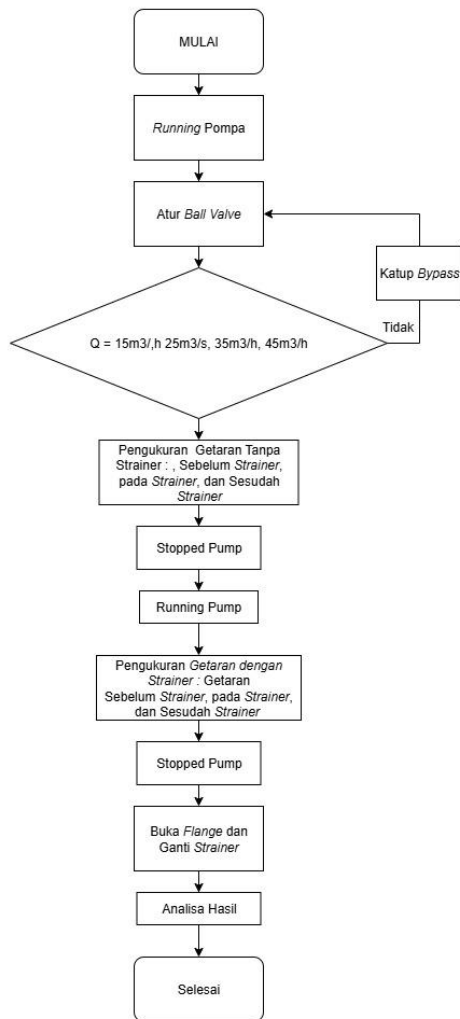 MULAI
Running Pompa
Atur Ball Valve
Katup Bypass
Tidak
Q = 15m3/,h 25m3/s, 35m3/h, 45m3/h
Pengukuran Getaran Tanpa
Strainer : , Sebelum Strainer,
pada Strainer, dan Sesudah
Strainer
Stopped Pump
Running Pump
Pengukuran Getaran dengan
Strainer : Getaran
Sebelum Strainer, pada Strainer,
dan Sesudah Strainer
Stopped Pump
Buka Flange dan
Ganti Strainer
Analisa Hasil
Selesai